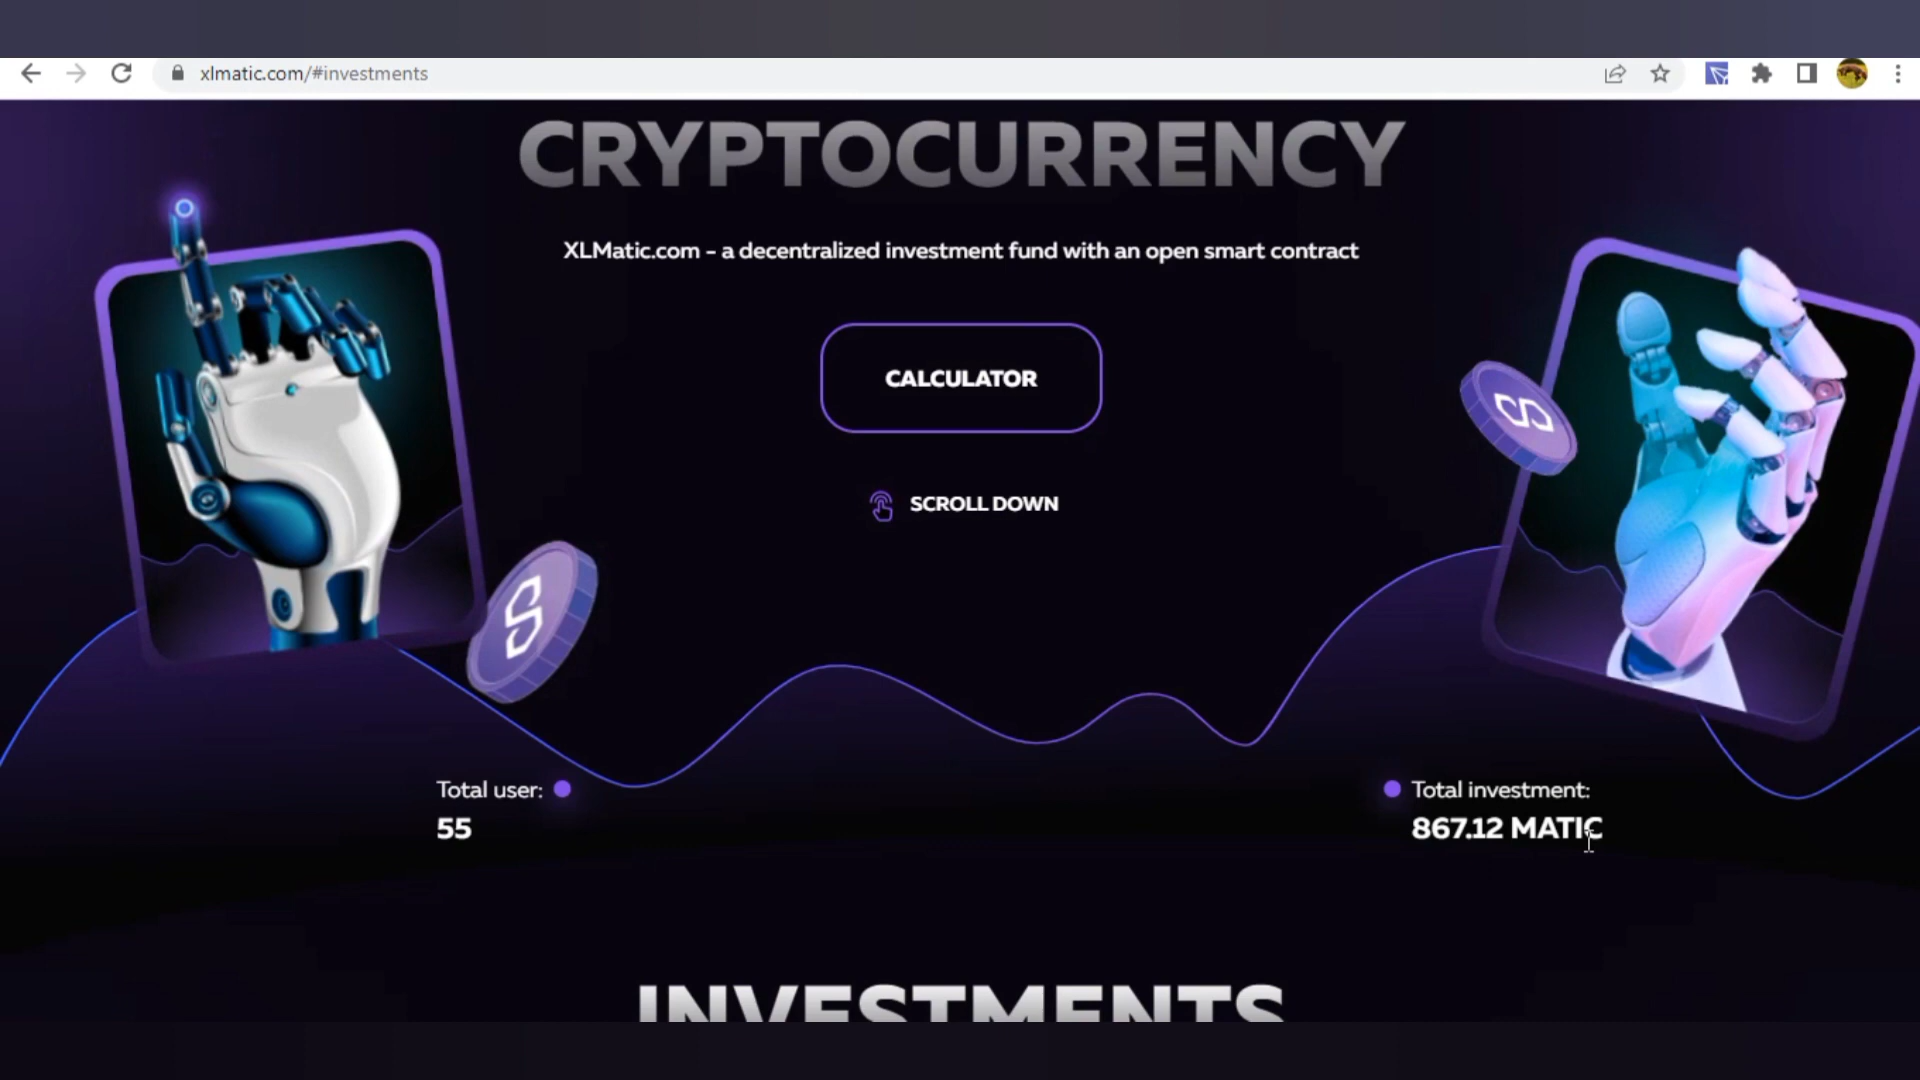 xlmatic.com/#investments
CRYPTOCURRENCY
XLMatic.com - a decentralized investment fund with an open smart contract
CALCULATOR
SCROLL DOWN
Total user:
55
Total investment:
867.12 MATIC
INVESTMENTS